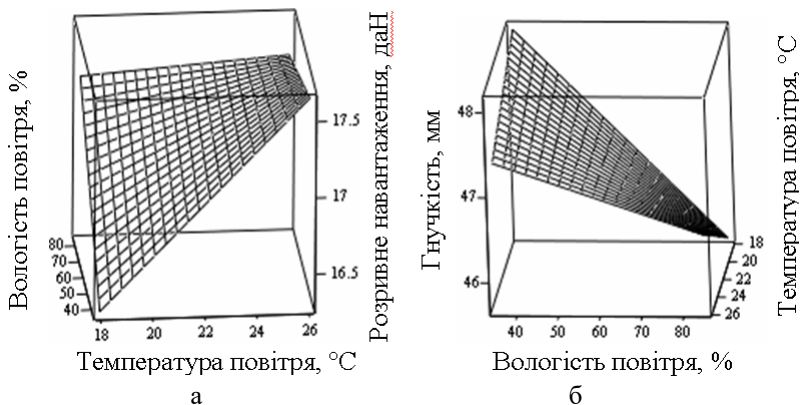 Вологість повітря, %
80
70
60
50
40
18 20 22 24 26
Температура повітря, °С
17.5
17
16.5
Розривне навантаження, даН
а
Гнучкість, мм
48
47
46
40 50 60 70 80
Вологість повітря, %
18
20
22
24
26
Температура повітря, °С
б